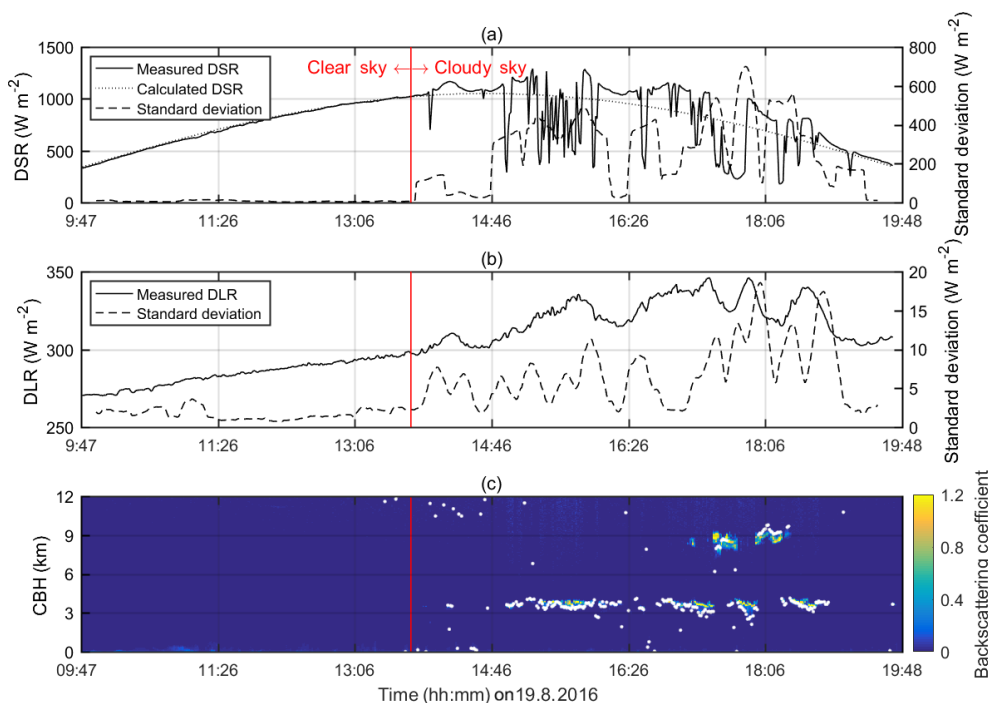 (a)
1500
1000
500
0
DSR (W m-2)
Measured DSR
Calculated DSR
Standard deviation
Clear sky ↔ Cloudy sky
800
600
400
200
0
Standard deviation (W m-2)
9:47 11:26 13:06 14:46 16:26 18:06 19:48
(b)
350
300
250
DLR (W m-2)
Measured DLR
Standard deviation
20
15
10
5
0
Standard deviation (W m-2)
9:47 11:26 13:06 14:46 16:26 18:06 19:48
(c)
12
9
6
3
0
CBH (km)
1.2
0.8
0.4
0
Backscattering coefficient
09:47 11:26 13:06 14:46 16:26 18:06 19:48
Time (hh:mm) on 19.8.2016